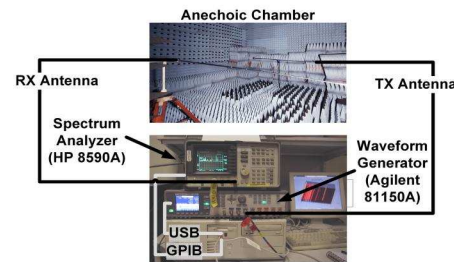 Anechoic Chamber
RX Antenna
TX Antenna
Spectrum
Analyzer
(HP 8590A)
Waveform
Generator
(Agilent
81150A)
USB
GPIB